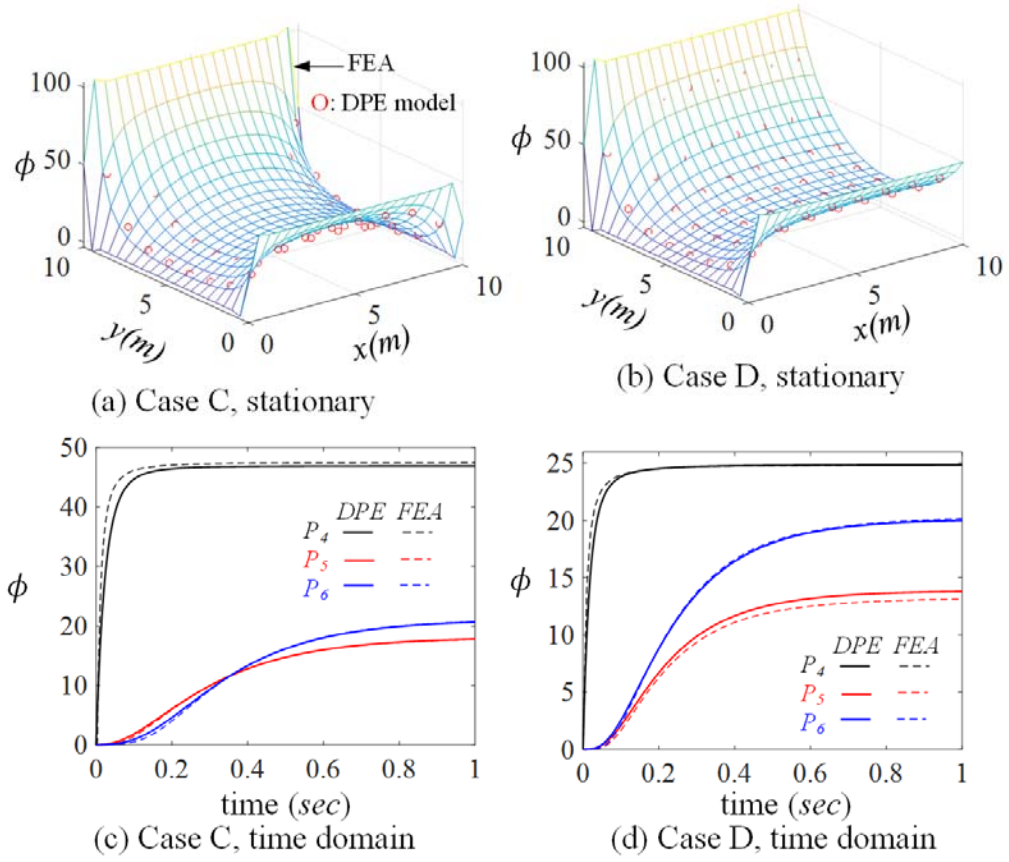 FEA
O: DPE model
100
50
0
ϕ
10
5
0
y(m)
0
5
10
x(m)
(a) Case C, stationary
100
50
0
ϕ
10
5
0
y(m)
0
5
10
x(m)
(b) Case D, stationary
50
40
30
20
10
0
ϕ
DPE FEA
P4
P5
P6
0 0.2 0.4 0.6 0.8 1
time (sec)
(c) Case C, time domain
25
20
15
10
5
0
ϕ
DPE FEA
P4
P5
P6
0 0.2 0.4 0.6 0.8 1
time (sec)
(d) Case D, time domain